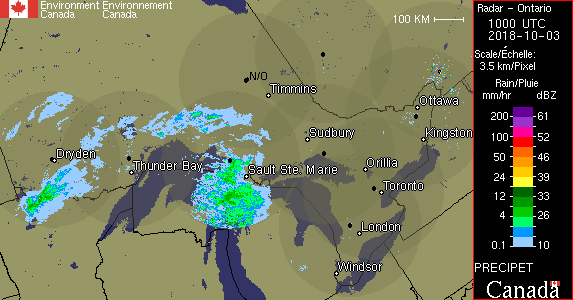 Environment Environnement
Canada Canada
100 KM
N/O
Timmins
Ottawa
Sudbury
Kingston
Dryden
Thunder Bay
Sault Ste. Marie
Orillia
Toronto
London
Windsor
Radar - Ontario
1000 UTC
2018-10-03
Scale/Échelle:
3.5 km/Pixel
Rain/Pluie
mm/hr dBZ
200 61
100 52
50 46
24 39
12 33
4 26
0.1 10
PRECIPET
Canada